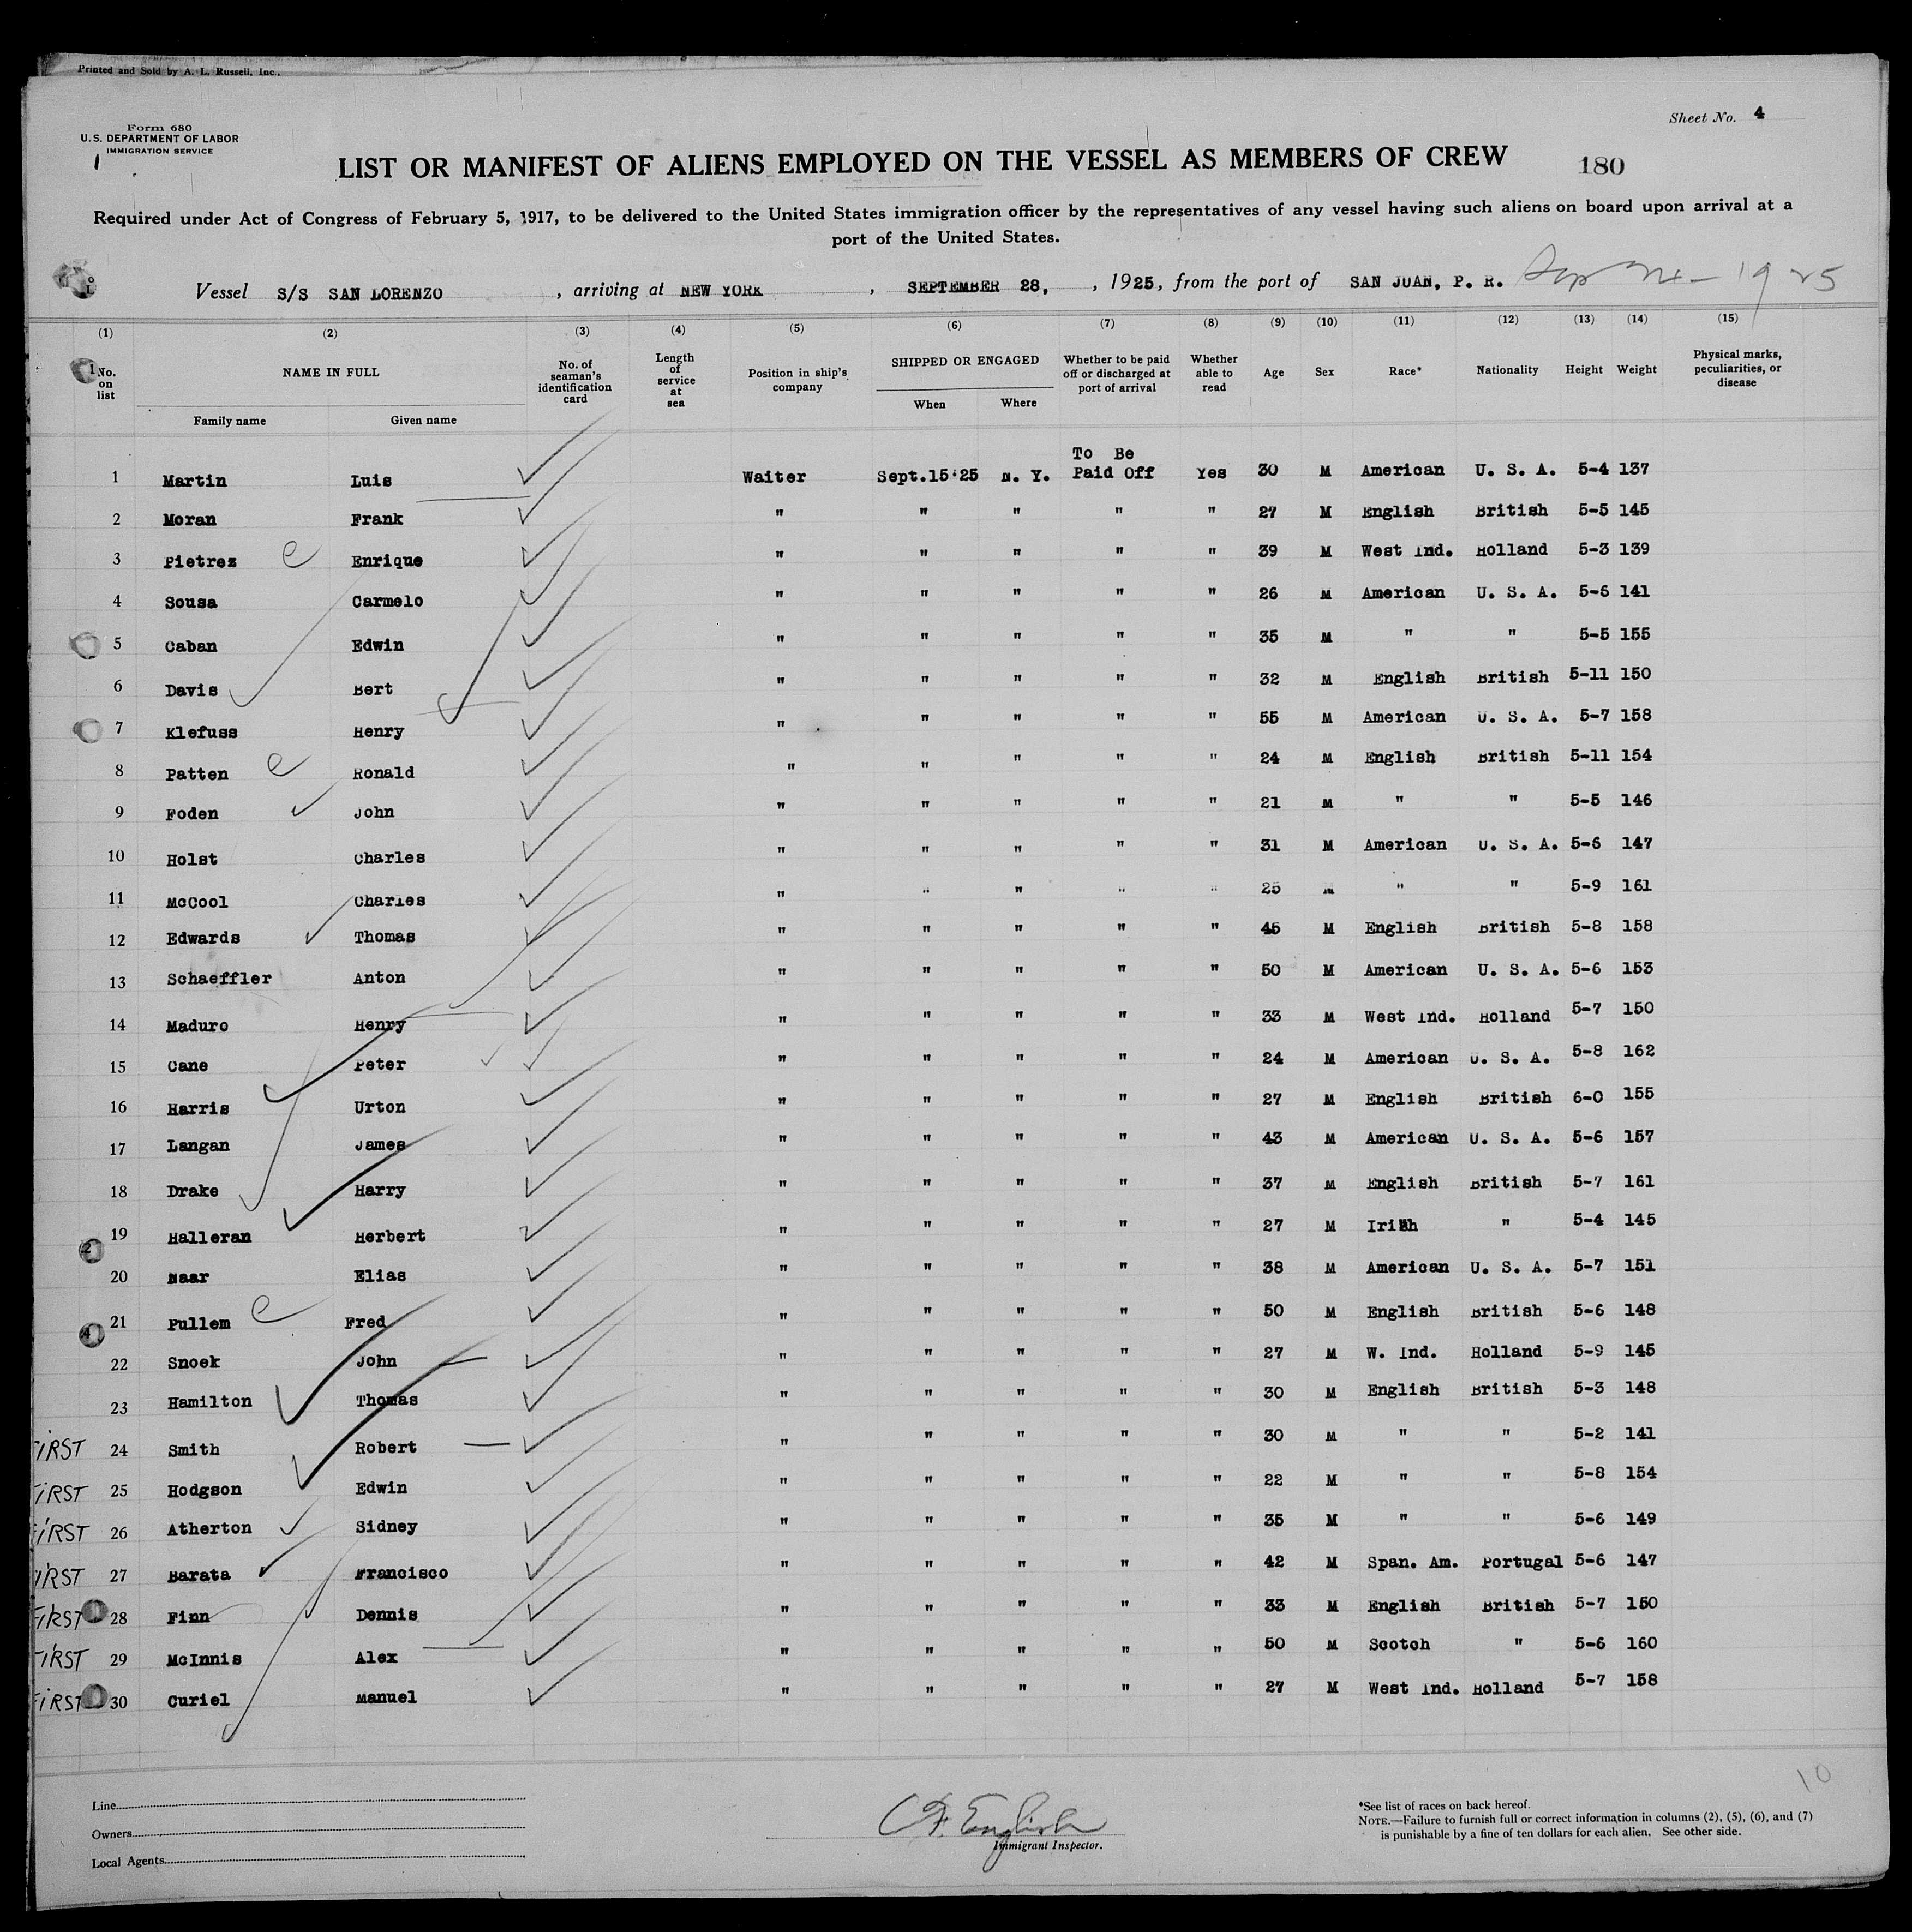 Printed and Sold by A. L. Russell, Inc.
Form 680
U. S. DEPARTMENT OF LABOR
IMMIGRATION SERVICE
1
Sheet No. 4
LIST OR MANIFEST OF ALIENS EMPLOYED ON THE VESSEL AS MEMBERS OF CREW 180
Required under Act of Congress of February 5, 1917, to be delivered to the United States immigration officer by the representatives of any vessel having such aliens on board upon arrival at a
port of the United States.
Vessel S/S SAN LORENZO , arriving at NEW YORK , SEPTEMBER 28, , 1925, from the port of SAN JUAN, P. R. 1925
(1) (2) (3) (4) (5) (6) (7) (8) (9) (10) (11) (12) (13) (14) (15)
No. on list NAME IN FULL Family name Given name No. of seaman's identification card Length of service at sea Position in ship's company SHIPPED OR ENGAGED When Where Whether to be paid off or discharged at port of arrival Whether able to read Age Sex Race* Nationality Height Weight Physical marks, peculiarities, or disease
To Be
1 Martin Luis Waiter Sept.15'25 N. Y. Paid Off Yes 30 M American U. S. A. 5-4 137
2 Moran Frank " " " " " 27 M English British 5-5 145
3 Pietrez e Enrique " " " " " 39 M West Ind. Holland 5-3 139
4 Sousa Carmelo " " " " " 26 M American U. S. A. 5-6 141
5 Caban Edwin " " " " " 35 M " " 5-5 155
6 Davis Bert " " " " " 32 M English British 5-11 150
7 Klefuss Henry " " " " " 55 M American U. S. A. 5-7 158
8 Patten e Ronald " " " " " 24 M English British 5-11 154
9 Foden John " " " " " 21 M " " 5-5 146
10 Holst Charles " " " " " 31 M American U. S. A. 5-6 147
11 McCool Charles " " " " " 25 M " " 5-9 161
12 Edwards Thomas " " " " " 45 M English British 5-8 158
13 Schaeffler Anton " " " " " 50 M American U. S. A. 5-6 153
14 Maduro Henry " " " " " 33 M West Ind. Holland 5-7 150
15 Cane Peter " " " " " 24 M American U. S. A. 5-8 162
16 Harris Urton " " " " " 27 M English British 6-0 155
17 Langan James " " " " " 43 M American U. S. A. 5-6 157
18 Drake Harry " " " " " 37 M English British 5-7 161
19 Halleran Herbert " " " " " 27 M Irish " 5-4 145
20 Naar Elias " " " " " 38 M American U. S. A. 5-7 151
21 Pullem e Fred " " " " " 50 M English British 5-6 148
22 Snoek John " " " " " 27 M W. Ind. Holland 5-9 145
23 Hamilton Thomas " " " " " 30 M English British 5-3 148
FIRST 24 Smith Robert " " " " " 30 M " " 5-2 141
FIRST 25 Hodgson Edwin " " " " " 22 M " " 5-8 154
FIRST 26 Atherton Sidney " " " " " 35 M " " 5-6 149
FIRST 27 Barata Francisco " " " " " 42 M Span. Am. Portugal 5-6 147
FIRST 28 Finn Dennis " " " " " 33 M English British 5-7 150
FIRST 29 McInnis Alex " " " " " 50 M Scotch " 5-6 160
FIRST 30 Curiel Manuel " " " " " 27 M West Ind. Holland 5-7 158
10
Line
Owners
Local Agents
English
Immigrant Inspector.
*See list of races on back hereof.
NOTE.—Failure to furnish full or correct information in columns (2), (5), (6), and (7)
is punishable by a fine of ten dollars for each alien. See other side.